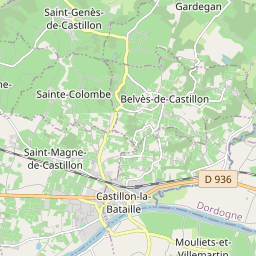 Gardegan
Saint-Genès-
de-Castillon
Sainte-Colombe
Belvès-de-Castillon
Saint-Magne-
de-Castillon
D 936
Castillon-la-
Bataille
Dordogne
Mouliets-et-
Villemartin